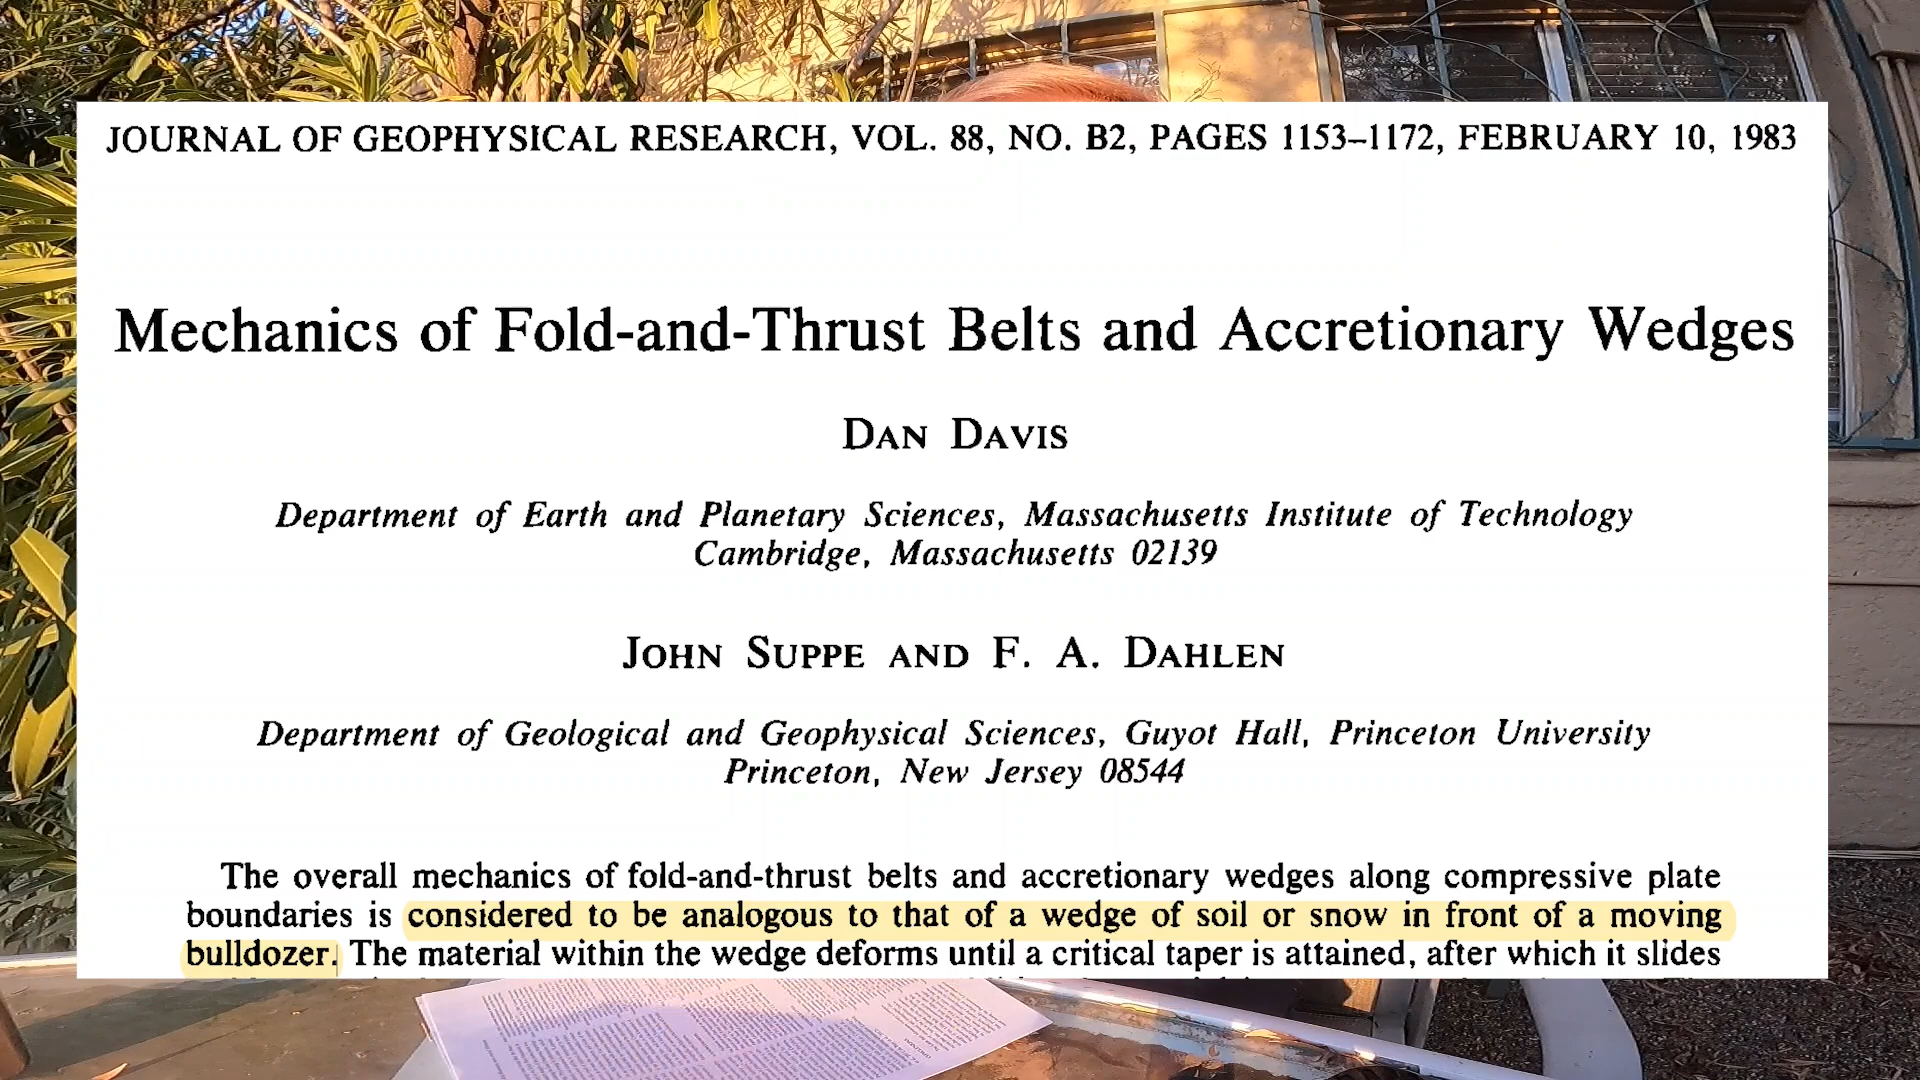 JOURNAL OF GEOPHYSICAL RESEARCH, VOL. 88, NO. B2, PAGES 1153–1172, FEBRUARY 10, 1983
Mechanics of Fold-and-Thrust Belts and Accretionary Wedges
DAN DAVIS
Department of Earth and Planetary Sciences, Massachusetts Institute of Technology
Cambridge, Massachusetts 02139
JOHN SUPPE AND F. A. DAHLEN
Department of Geological and Geophysical Sciences, Guyot Hall, Princeton University
Princeton, New Jersey 08544
The overall mechanics of fold-and-thrust belts and accretionary wedges along compressive plate
boundaries is considered to be analogous to that of a wedge of soil or snow in front of a moving
bulldozer. The material within the wedge deforms until a critical taper is attained, after which it slides